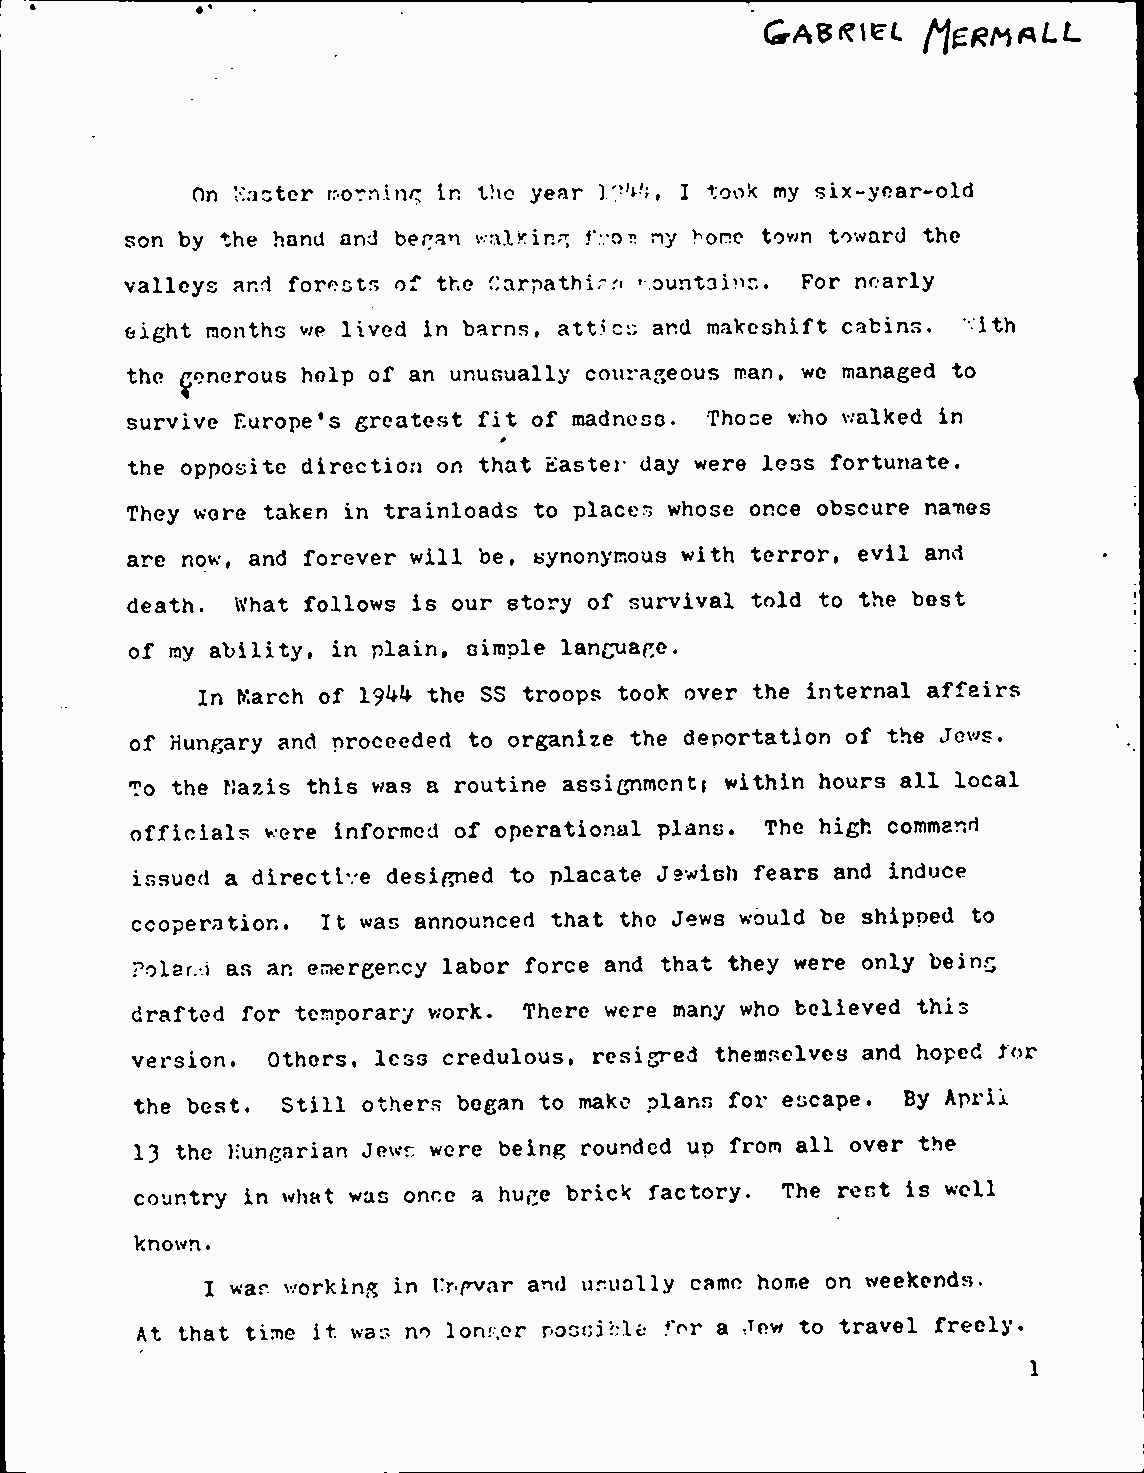 GABRIEL MERMALL
On Easter morning in the year 1944, I took my six-year-old
son by the hand and began walking from my home town toward the
valleys and forests of the Carpathian mountains. For nearly
eight months we lived in barns, attics and makeshift cabins. With
the generous help of an unusually courageous man, we managed to
survive Europe's greatest fit of madness. Those who walked in
the opposite direction on that Easter day were less fortunate.
They were taken in trainloads to places whose once obscure names
are now, and forever will be, synonymous with terror, evil and
death. What follows is our story of survival told to the best
of my ability, in plain, simple language.
In March of 1944 the SS troops took over the internal affairs
of Hungary and proceeded to organize the deportation of the Jews.
To the Nazis this was a routine assignment; within hours all local
officials were informed of operational plans. The high command
issued a directive designed to placate Jewish fears and induce
cooperation. It was announced that the Jews would be shipped to
Poland as an emergency labor force and that they were only being
drafted for temporary work. There were many who believed this
version. Others, less credulous, resigned themselves and hoped for
the best. Still others began to make plans for escape. By April
13 the Hungarian Jews were being rounded up from all over the
country in what was once a huge brick factory. The rest is well
known.
I was working in Ungvar and usually came home on weekends.
At that time it was no longer possible for a Jew to travel freely.
1